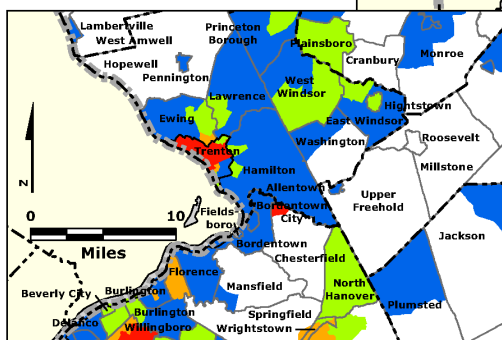 Lambertville
Princeton
Borough
West Amwell
Plainsboro
Monroe
Hopewell
Cranbury
Pennington
West
Windsor
Lawrence
Hightstown
Ewing
East Windsor
Washington
Roosevelt
Trenton
Millstone
Hamilton
Allentown
Upper
Freehold
Z
0
10
Miles
Fields-
boro
Bordentown
City
Jackson
Bordentown
Chesterfield
Florence
Mansfield
North
Hanover
Beverly City
Burlington
Plumsted
Delanco
Burlington
Willingboro
Springfield
Wrightstown